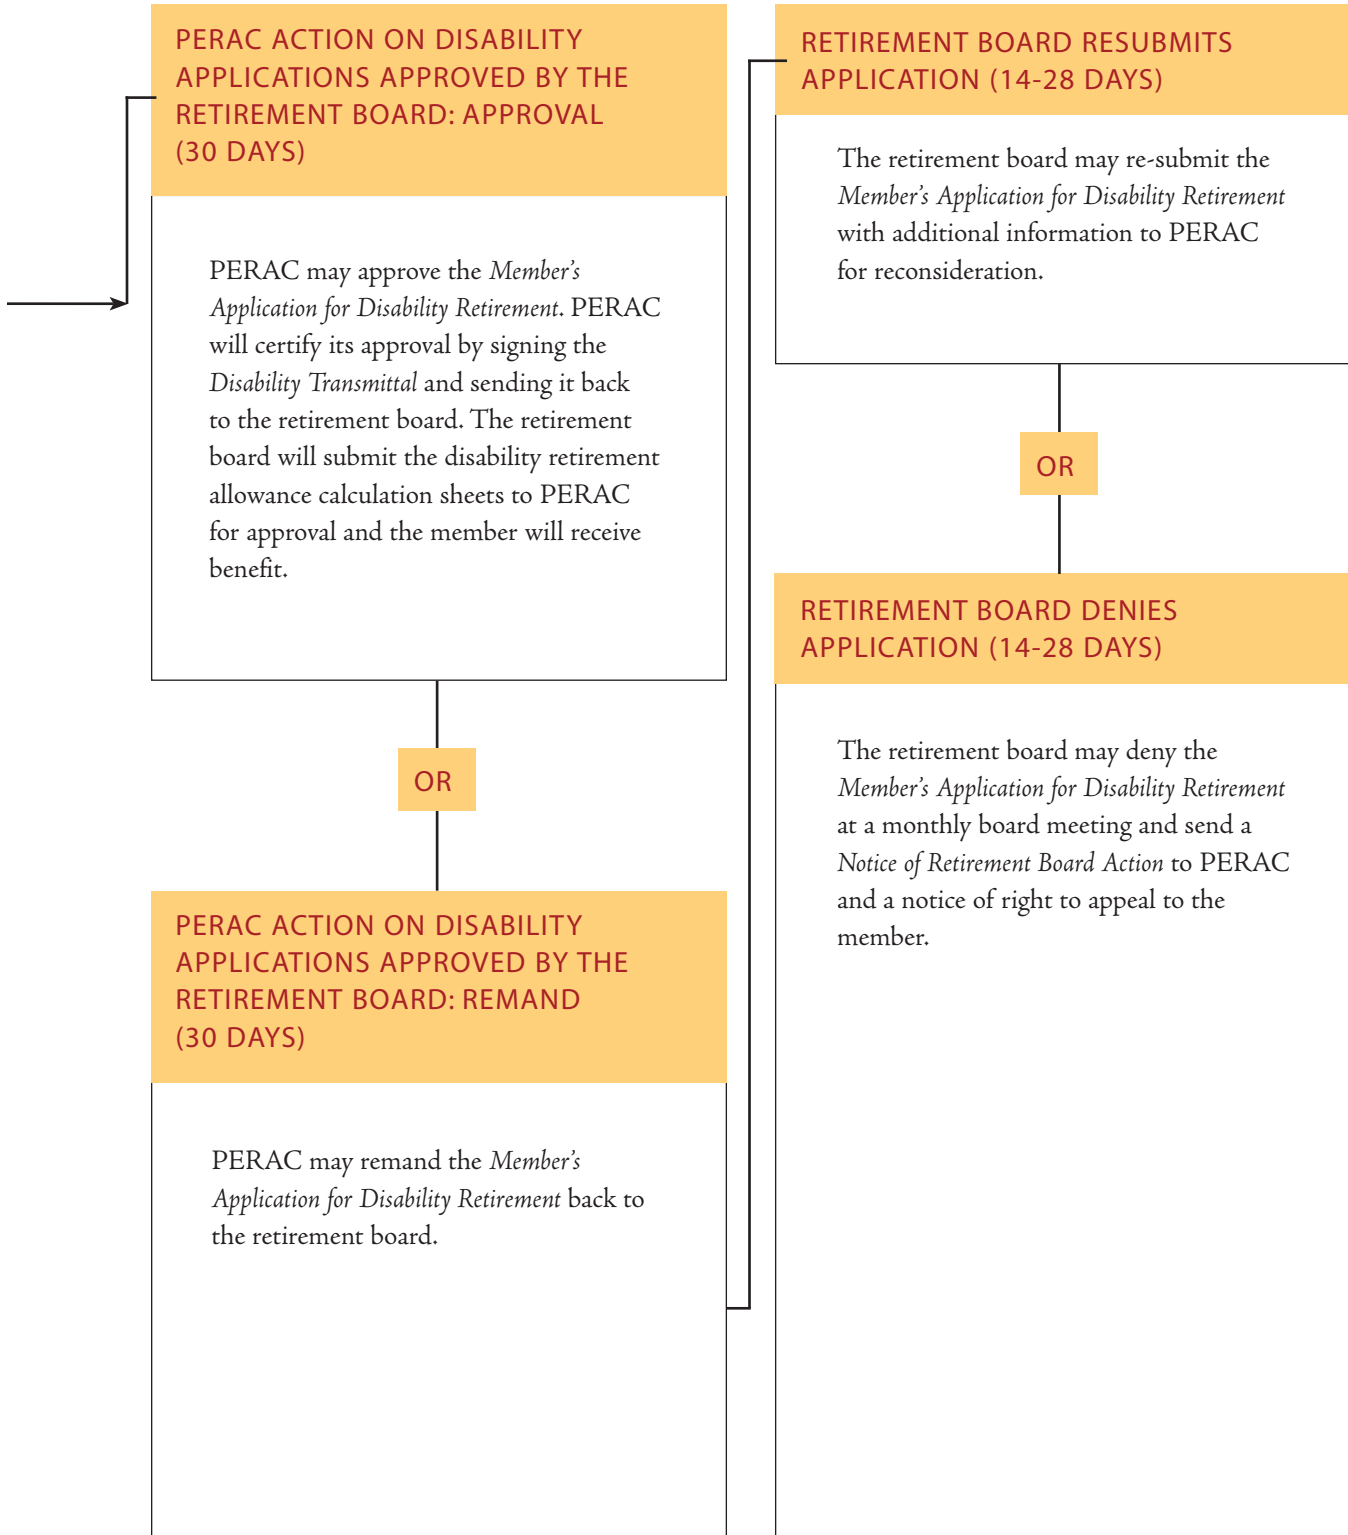 PERAC ACTION ON DISABILITY
APPLICATIONS APPROVED BY THE
RETIREMENT BOARD: APPROVAL
(30 DAYS)
PERAC may approve the Member’s
Application for Disability Retirement. PERAC
will certify its approval by signing the
Disability Transmittal and sending it back
to the retirement board. The retirement
board will submit the disability retirement
allowance calculation sheets to PERAC
for approval and the member will receive
benefit.
OR
PERAC ACTION ON DISABILITY
APPLICATIONS APPROVED BY THE
RETIREMENT BOARD: REMAND
(30 DAYS)
PERAC may remand the Member’s
Application for Disability Retirement back to
the retirement board.
RETIREMENT BOARD RESUBMITS
APPLICATION (14-28 DAYS)
The retirement board may re-submit the
Member’s Application for Disability Retirement
with additional information to PERAC
for reconsideration.
OR
RETIREMENT BOARD DENIES
APPLICATION (14-28 DAYS)
The retirement board may deny the
Member’s Application for Disability Retirement
at a monthly board meeting and send a
Notice of Retirement Board Action to PERAC
and a notice of right to appeal to the
member.